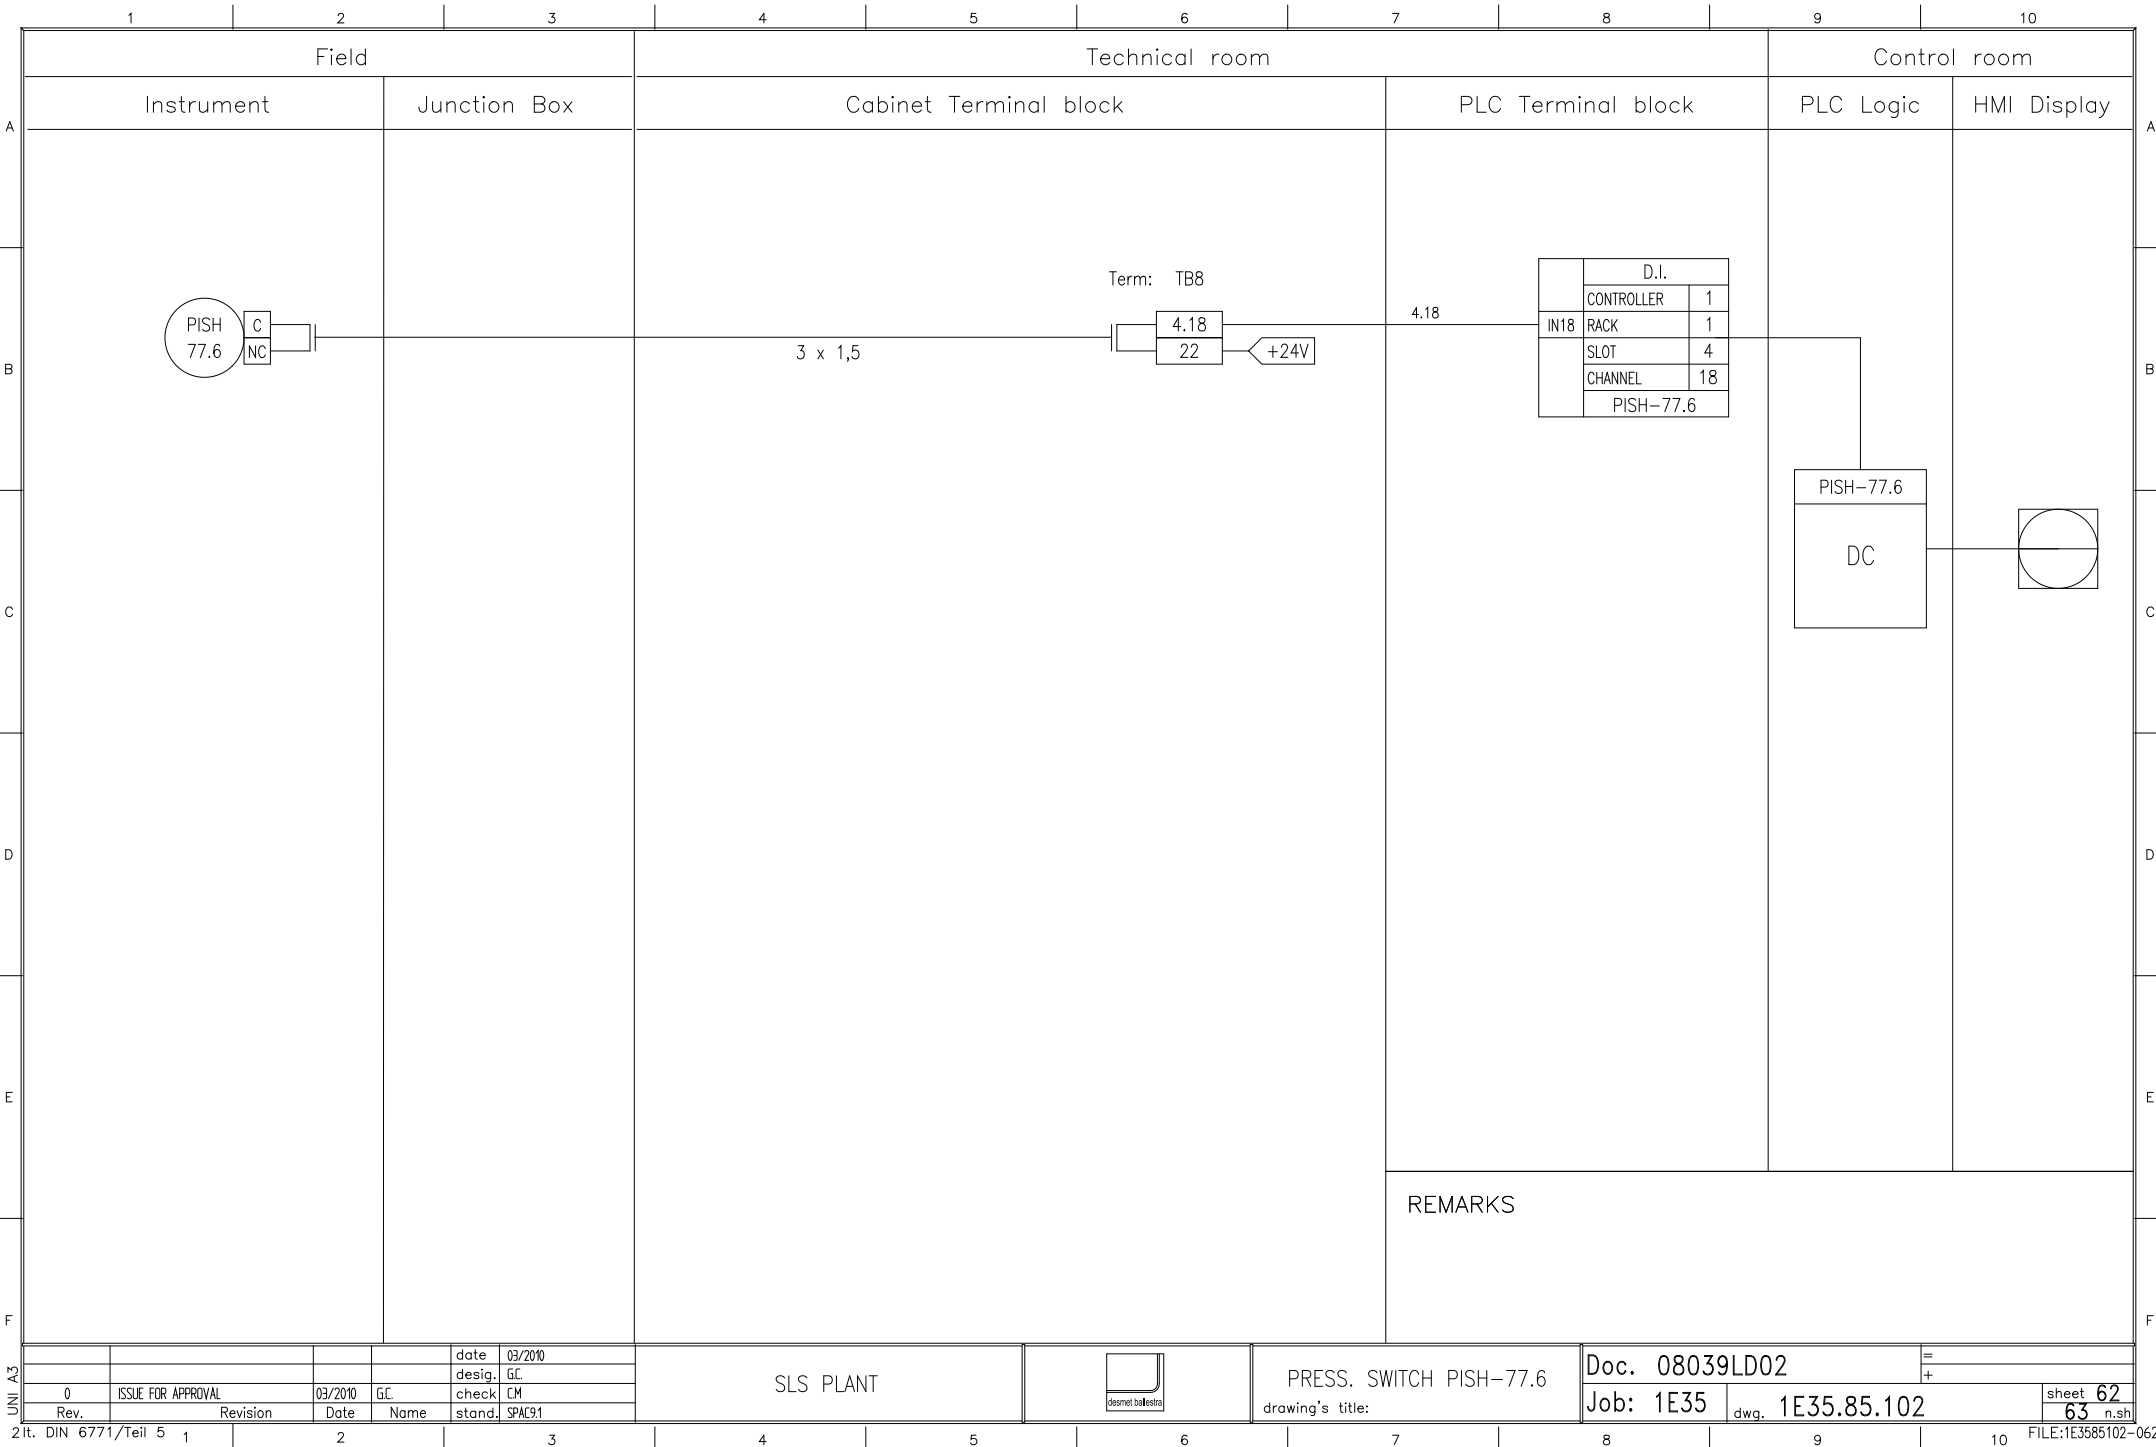 1 2 3 4 5 6 7 8 9 10
Field Technical room Control room
Instrument Junction Box Cabinet Terminal block PLC Terminal block PLC Logic HMI Display
A A
Term: TB8
D.I.
CONTROLLER 1
IN18 RACK 1
SLOT 4
CHANNEL 18
PISH-77.6
PISH
77.6
C
NC
3 x 1,5
4.18
22
+24V
4.18
B B
PISH-77.6
DC
C C
D D
E E
REMARKS
F F
UNI A3
date 03/2010
desig. G.C.
0 ISSUE FOR APPROVAL 03/2010 G.C. check C.M
Rev. Revision Date Name stand. SPAC9.1
SLS PLANT
desmet ballestra
PRESS. SWITCH PISH-77.6
drawing's title:
Doc. 08039LD02
=
+
Job: 1E35 dwg. 1E35.85.102
sheet 62
63 n.sh
2lt. DIN 6771/Teil 5
FILE:1E3585102-062
1 2 3 4 5 6 7 8 9 10